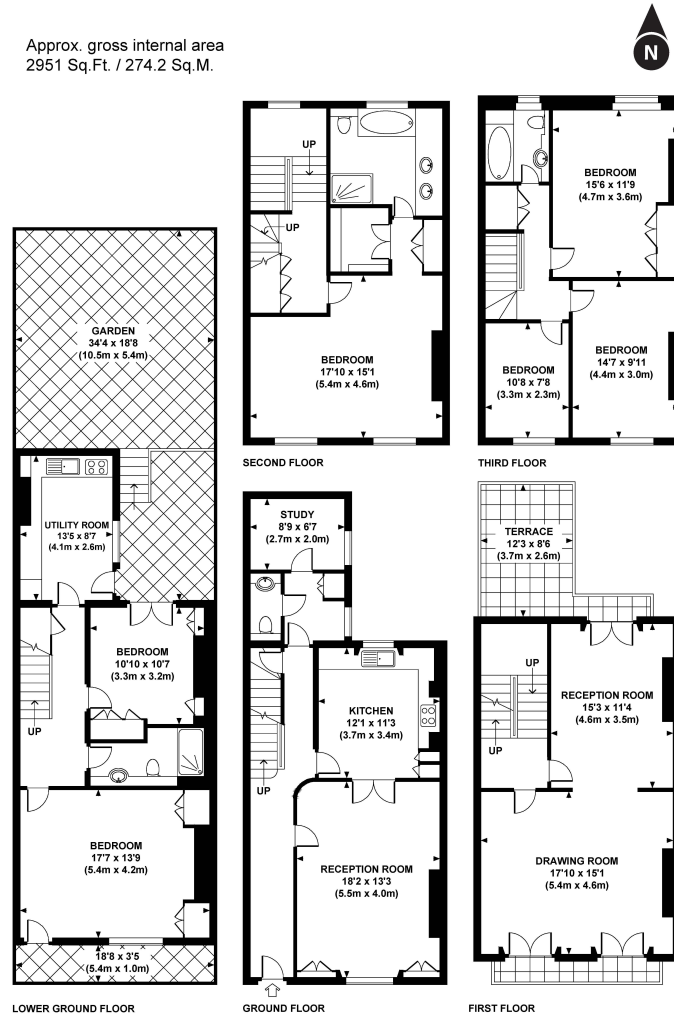 Approx. gross internal area
2951 Sq.Ft. / 274.2 Sq.M.
N
UP
UP
BEDROOM
17'10 x 15'1
(5.4m x 4.6m)
SECOND FLOOR
BEDROOM
15'6 x 11'9
(4.7m x 3.6m)
BEDROOM
14'7 x 9'11
(4.4m x 3.0m)
BEDROOM
10'8 x 7'8
(3.3m x 2.3m)
THIRD FLOOR
GARDEN
34'4 x 18'8
(10.5m x 5.4m)
UTILITY ROOM
13'5 x 8'7
(4.1m x 2.6m)
BEDROOM
10'10 x 10'7
(3.3m x 3.2m)
UP
BEDROOM
17'7 x 13'9
(5.4m x 4.2m)
18'8 x 3'5
(5.4m x 1.0m)
LOWER GROUND FLOOR
STUDY
8'9 x 6'7
(2.7m x 2.0m)
KITCHEN
12'1 x 11'3
(3.7m x 3.4m)
UP
RECEPTION ROOM
18'2 x 13'3
(5.5m x 4.0m)
GROUND FLOOR
TERRACE
12'3 x 8'6
(3.7m x 2.6m)
UP
UP
RECEPTION ROOM
15'3 x 11'4
(4.6m x 3.5m)
DRAWING ROOM
17'10 x 15'1
(5.4m x 4.6m)
FIRST FLOOR